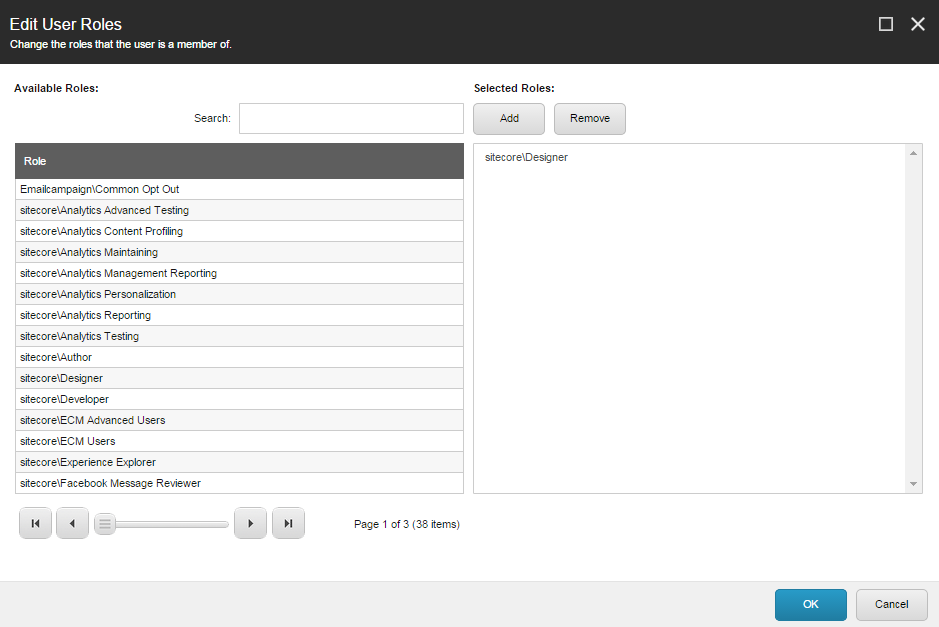 Edit User Roles
Change the roles that the user is a member of.
Available Roles:
Selected Roles:
Search:
Add
Remove
Role
sitecore\Designer
Emailcampaign\Common Opt Out
sitecore\Analytics Advanced Testing
sitecore\Analytics Content Profiling
sitecore\Analytics Maintaining
sitecore\Analytics Management Reporting
sitecore\Analytics Personalization
sitecore\Analytics Reporting
sitecore\Analytics Testing
sitecore\Author
sitecore\Designer
sitecore\Developer
sitecore\ECM Advanced Users
sitecore\ECM Users
sitecore\Experience Explorer
sitecore\Facebook Message Reviewer
Page 1 of 3 (38 items)
OK
Cancel